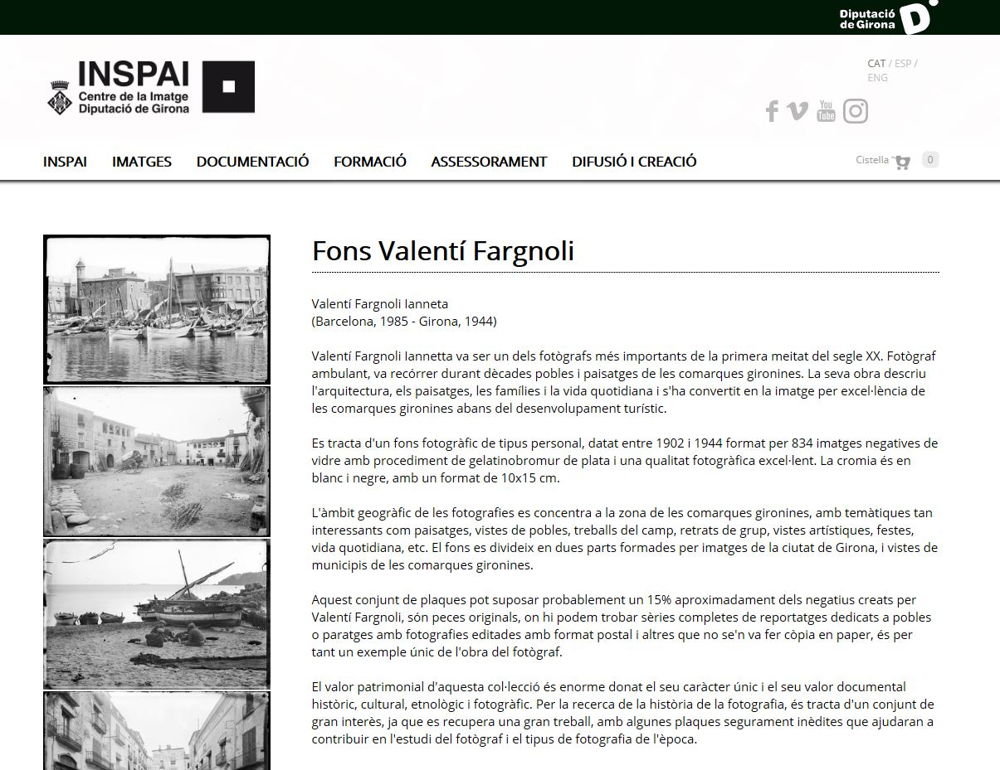 Diputació
de Girona
INSPAI
Centre de la Imatge
Diputació de Girona
CAT / ESP /
ENG
You
Tube
INSPAI IMATGES DOCUMENTACIÓ FORMACIÓ ASSESSORAMENT DIFUSIÓ I CREACIÓ
Cistella 0
Fons Valentí Fargnoli
Valentí Fargnoli Ianneta
(Barcelona, 1985 - Girona, 1944)
Valentí Fargnoli Iannetta va ser un dels fotògrafs més importants de la primera meitat del segle XX. Fotògraf
ambulant, va recórrer durant dècades pobles i paisatges de les comarques gironines. La seva obra descriu
l'arquitectura, els paisatges, les famílies i la vida quotidiana i s'ha convertit en la imatge per excel·lència de
les comarques gironines abans del desenvolupament turístic.
Es tracta d'un fons fotogràfic de tipus personal, datat entre 1902 i 1944 format per 834 imatges negatives de
vidre amb procediment de gelatinobromur de plata i una qualitat fotogràfica excel·lent. La cromia és en
blanc i negre, amb un format de 10x15 cm.
L'àmbit geogràfic de les fotografies es concentra a la zona de les comarques gironines, amb temàtiques tan
interessants com paisatges, vistes de pobles, treballs del camp, retrats de grup, vistes artístiques, festes,
vida quotidiana, etc. El fons es divideix en dues parts formades per imatges de la ciutat de Girona, i vistes de
municipis de les comarques gironines.
Aquest conjunt de plaques pot suposar probablement un 15% aproximadament dels negatius creats per
Valentí Fargnoli, són peces originals, on hi podem trobar sèries completes de reportatges dedicats a pobles
o paratges amb fotografies editades amb format postal i altres que no se'n va fer còpia en paper, és per
tant un exemple únic de l'obra del fotògraf.
El valor patrimonial d'aquesta col·lecció és enorme donat el seu caràcter únic i el seu valor documental
històric, cultural, etnològic i fotogràfic. Per la recerca de la història de la fotografia, és tracta d'un conjunt de
gran interès, ja que es recupera una gran treball, amb algunes plaques segurament inèdites que ajudaran a
contribuir en l'estudi del fotògraf i el tipus de fotografia de l'època.